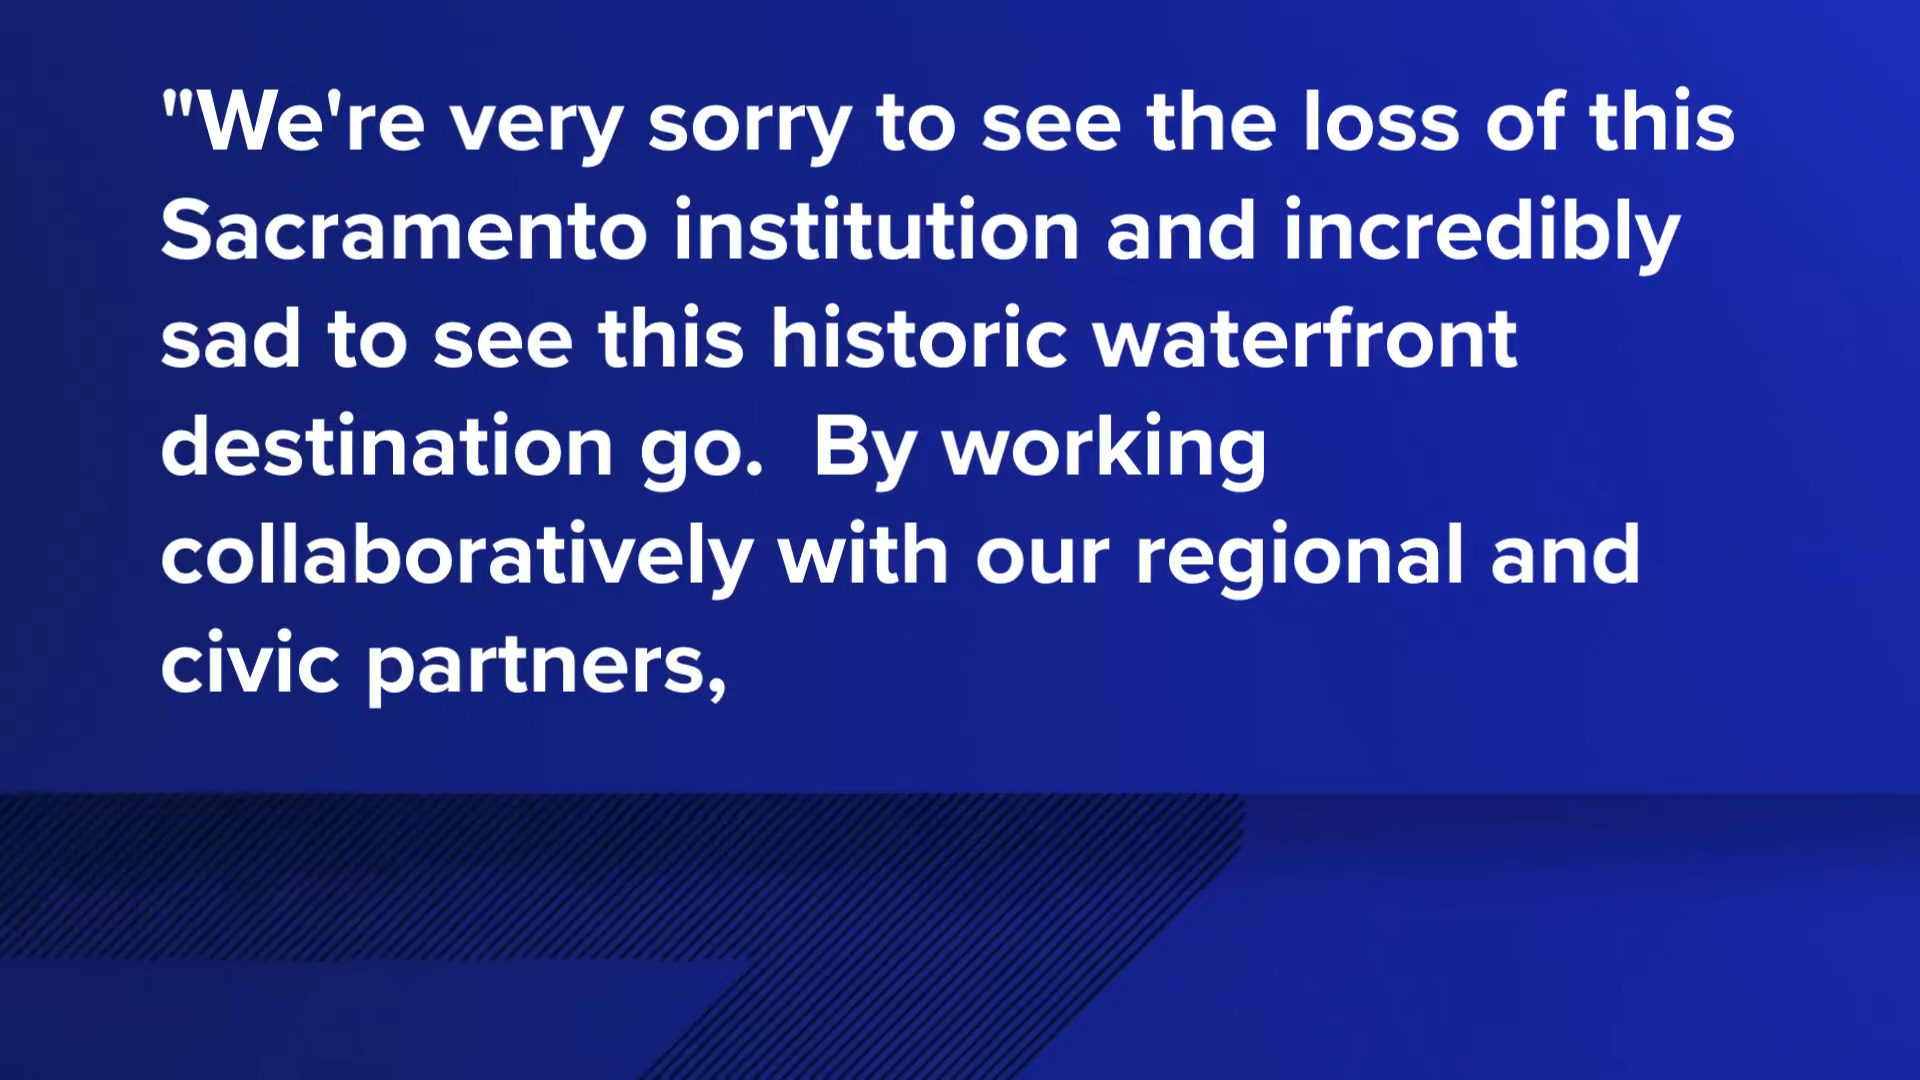 "We're very sorry to see the loss of this
Sacramento institution and incredibly
sad to see this historic waterfront
destination go.  By working
collaboratively with our regional and
civic partners,